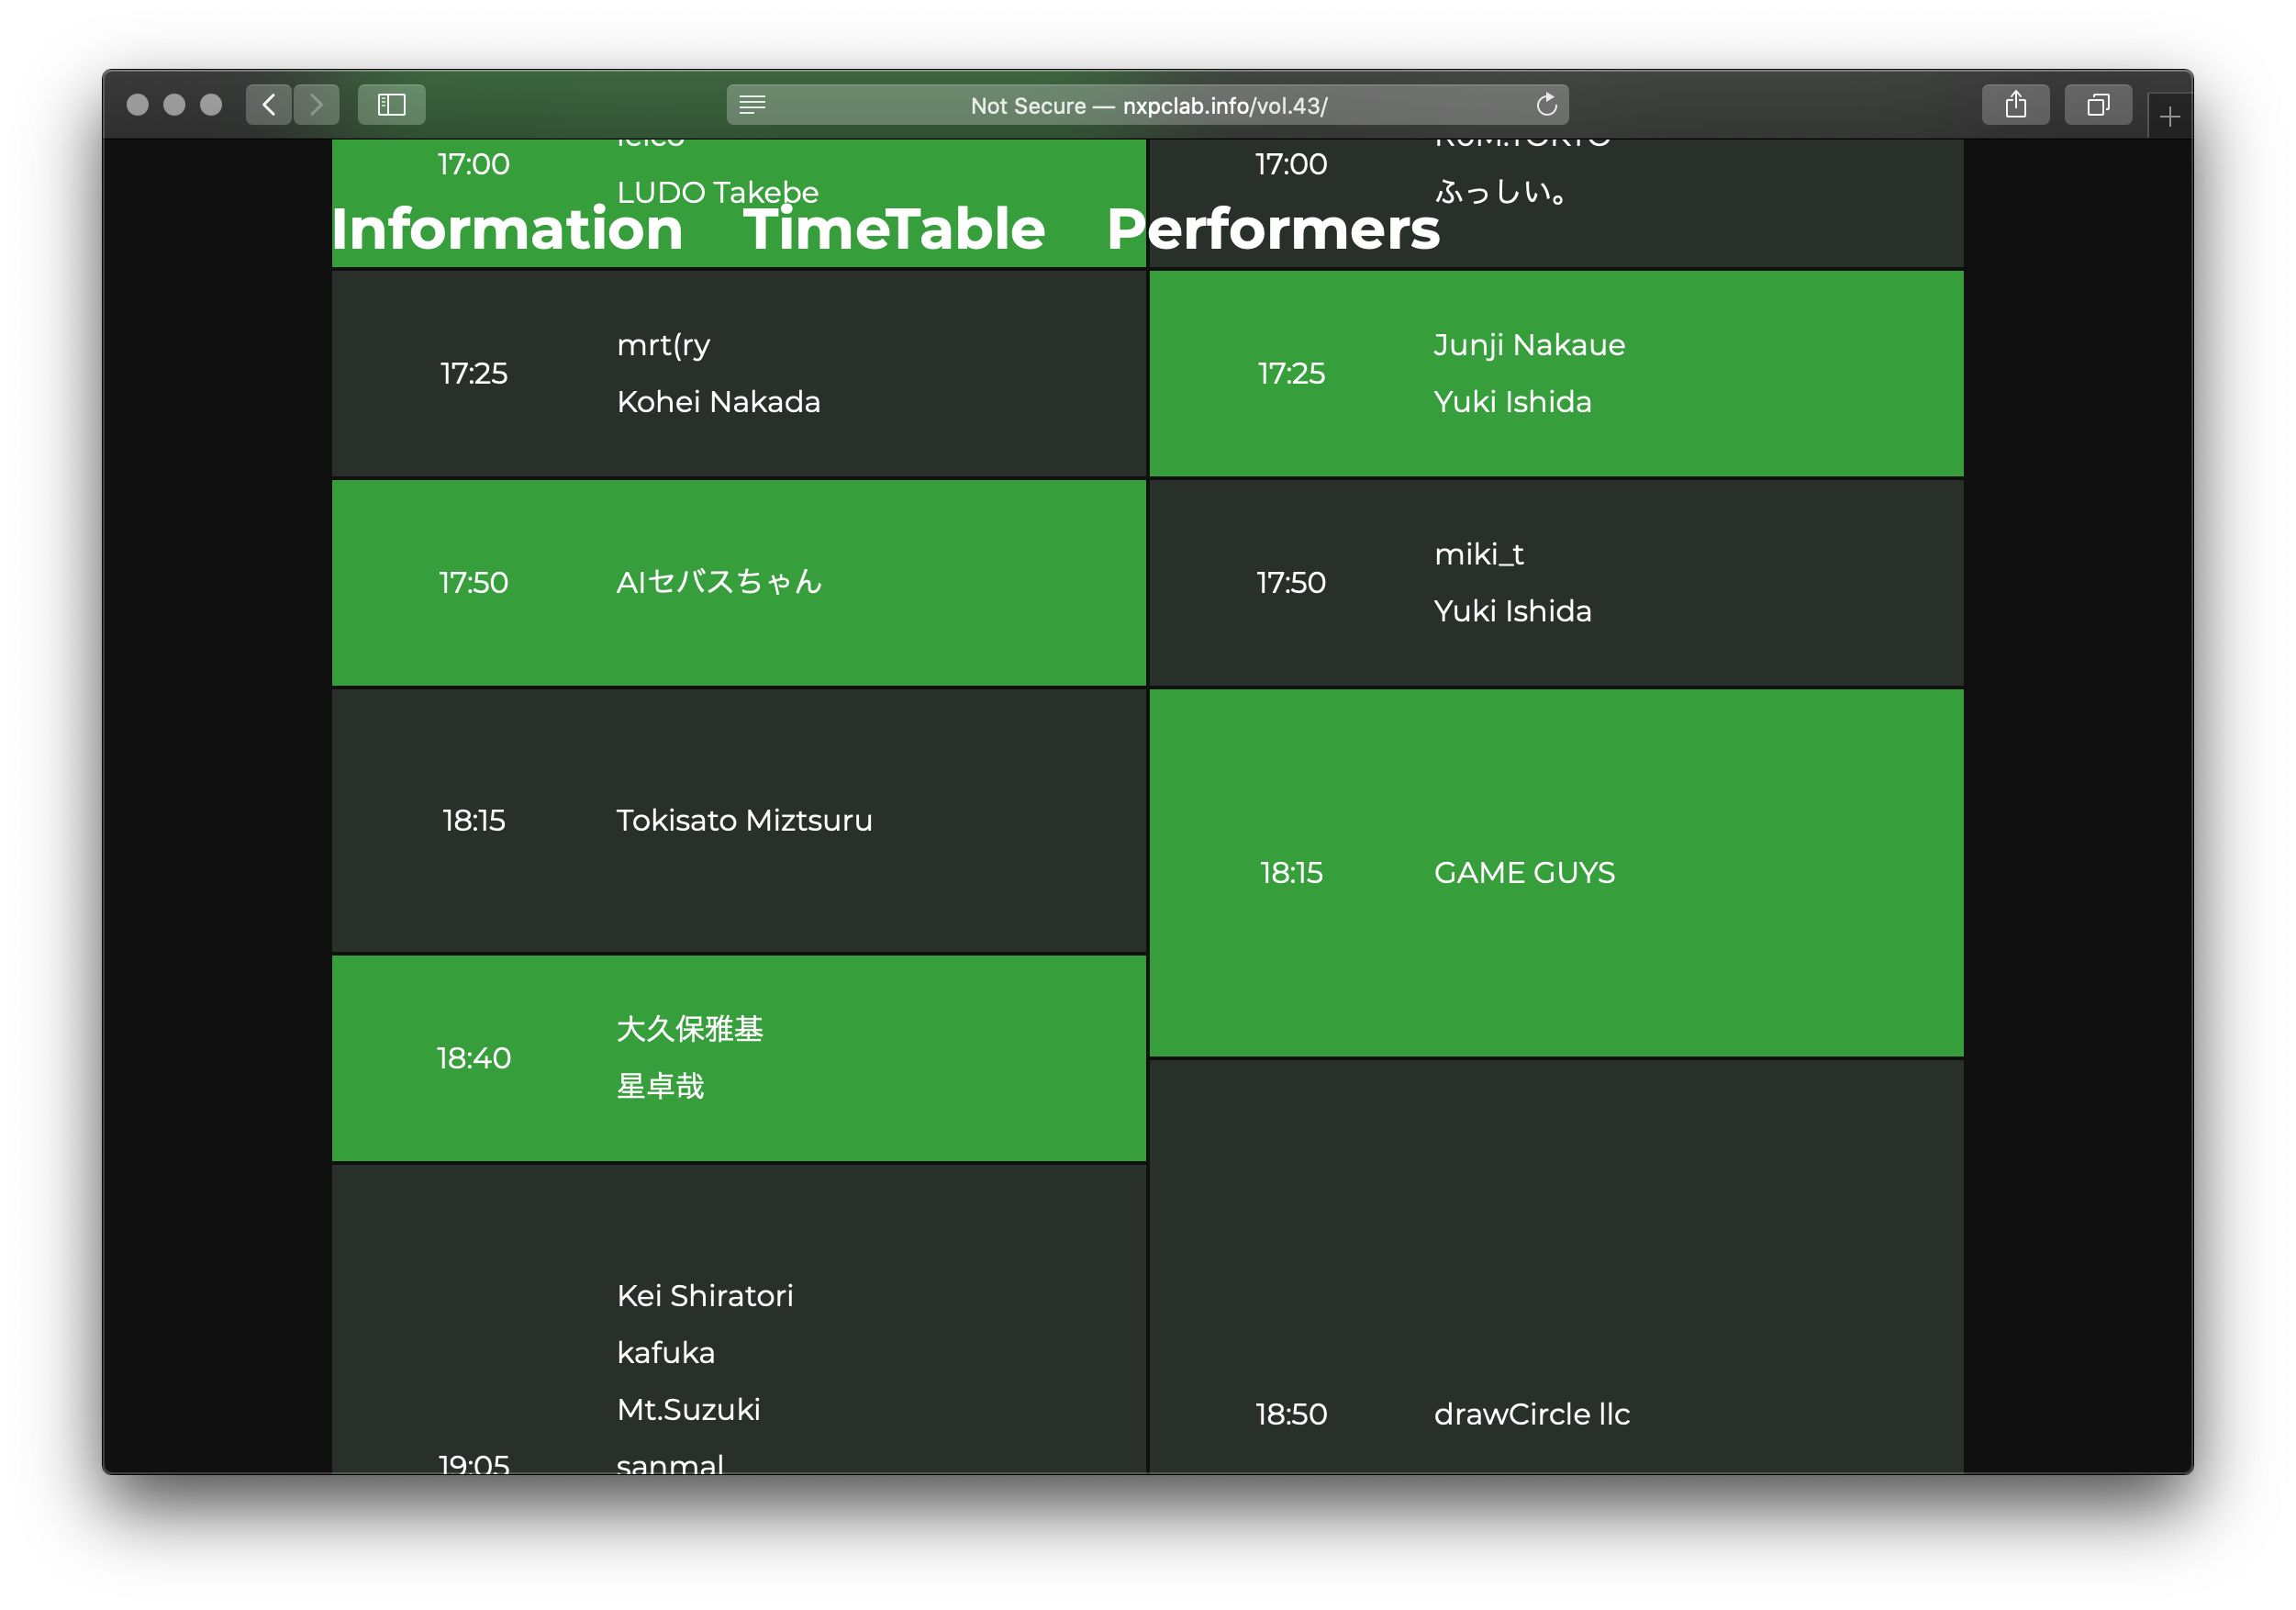 Not Secure — nxpclab.info/vol.43/
17:00
LUDO Takebe
17:00
ふっしい。
Information TimeTable Performers
17:25
mrt(ry
Kohei Nakada
17:25
Junji Nakaue
Yuki Ishida
17:50
AIセバスちゃん
17:50
miki_t
Yuki Ishida
18:15
Tokisato Miztsuru
18:15
GAME GUYS
18:40
大久保雅基
星卓哉
19:05
Kei Shiratori
kafuka
Mt.Suzuki
sanmal
18:50
drawCircle llc